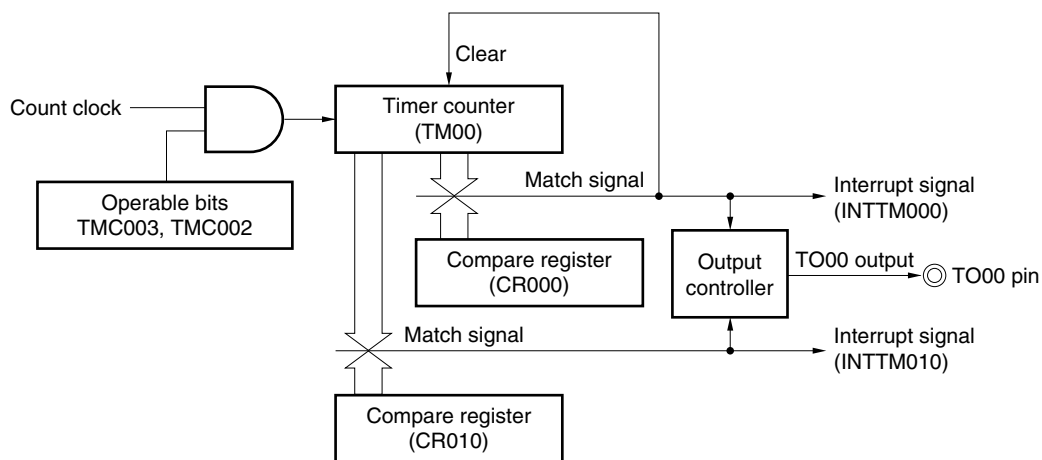 Clear
Count clock
Timer counter
(TM00)
Operable bits
TMC003, TMC002
Match signal
Interrupt signal
(INTTM000)
Compare register
(CR000)
Output
controller
TO00 output
TO00 pin
Match signal
Interrupt signal
(INTTM010)
Compare register
(CR010)